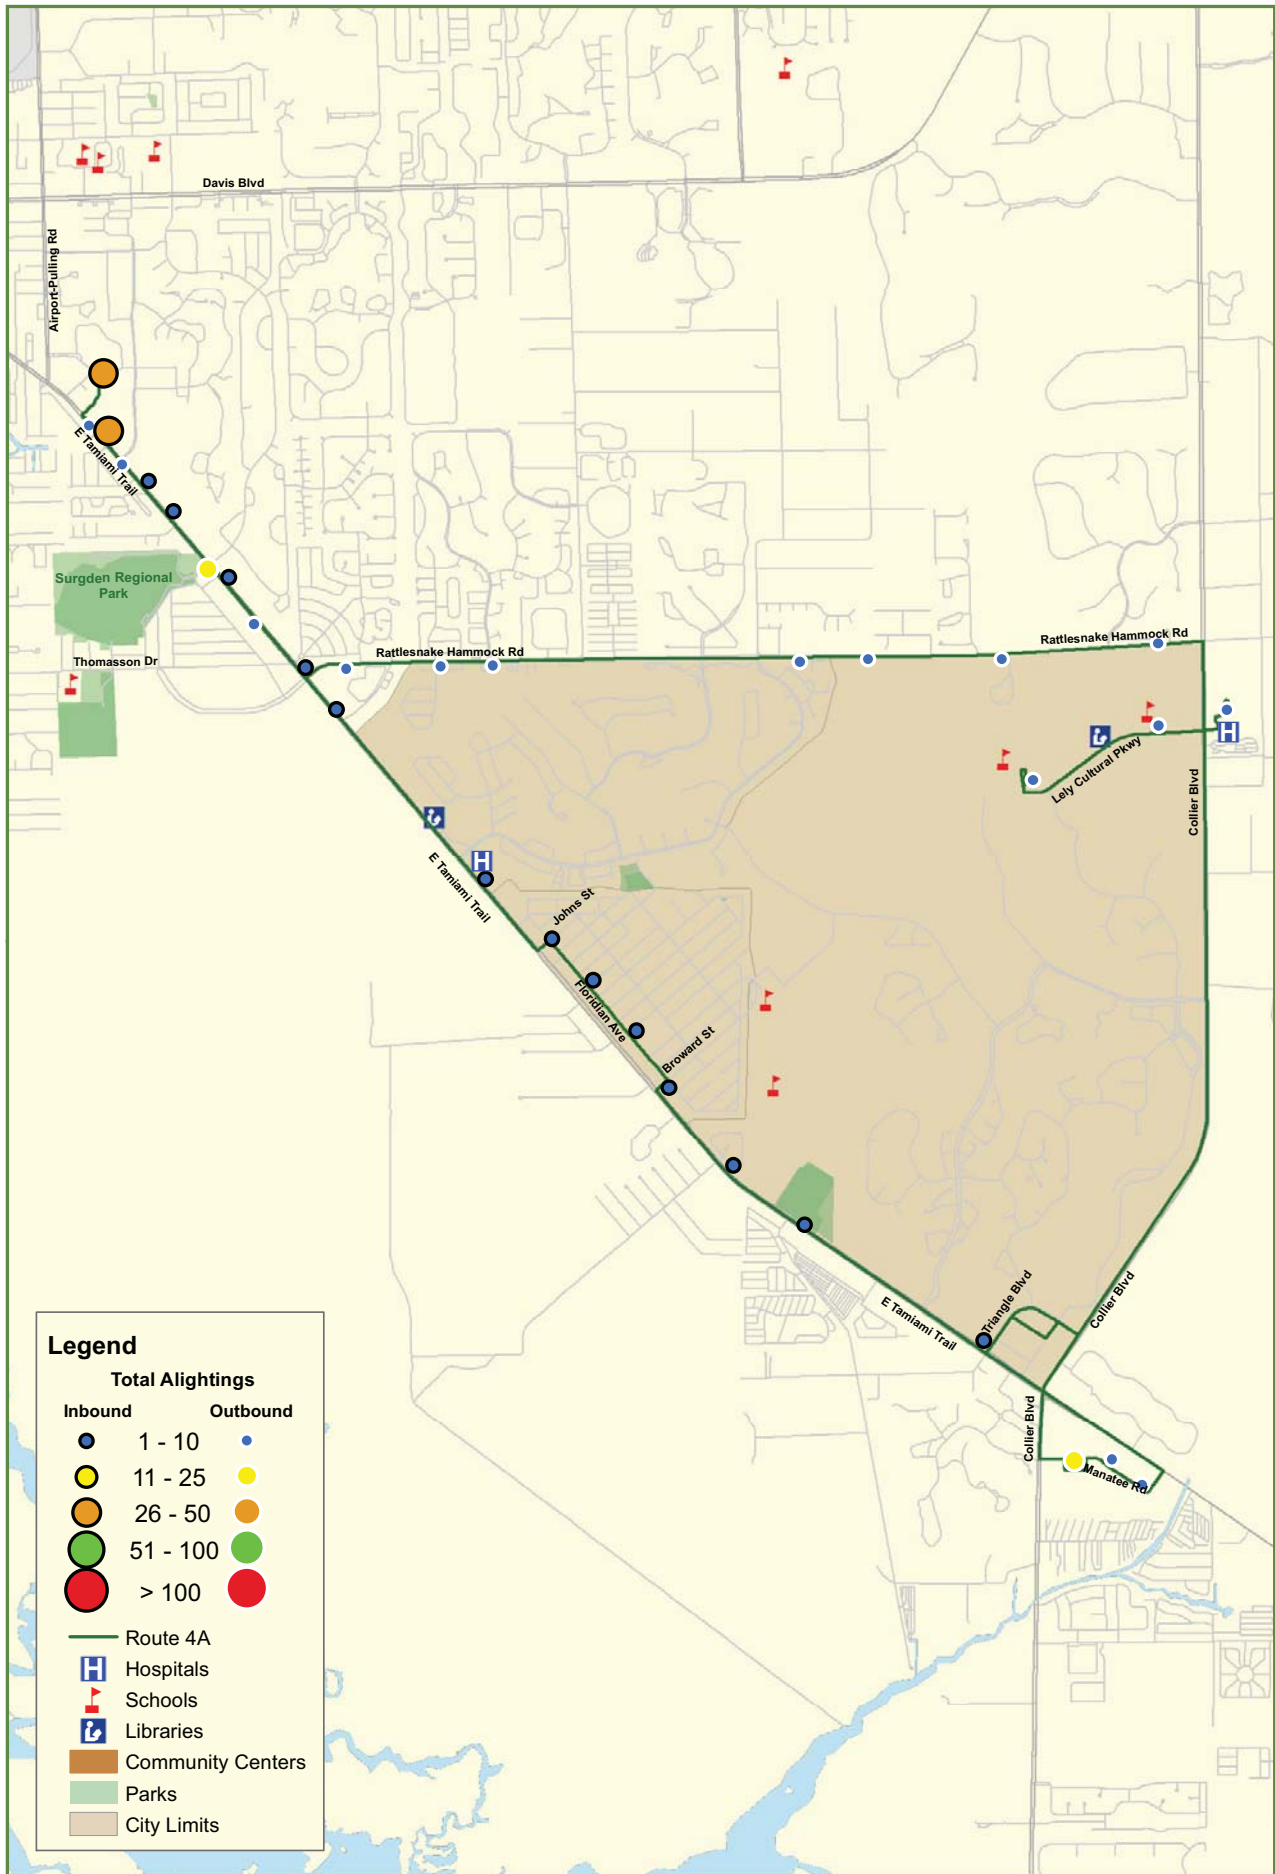 Davis Blvd
Airport-Pulling Rd
E Tamiami Trail
Surgden Regional
Park
Thomasson Dr
Rattlesnake Hammock Rd
Rattlesnake Hammock Rd
H
Lely Cultural Pkwy
Collier Blvd
H
E Tamiami Trail
Johns St
Floridian Ave
Broward St
Triangle Blvd
E Tamiami Trail
Collier Blvd
Collier Blvd
Manatee Rd
Legend
Total Alightings
Inbound Outbound
1 - 10
11 - 25
26 - 50
51 - 100
> 100
Route 4A
H Hospitals
Schools
Libraries
Community Centers
Parks
City Limits